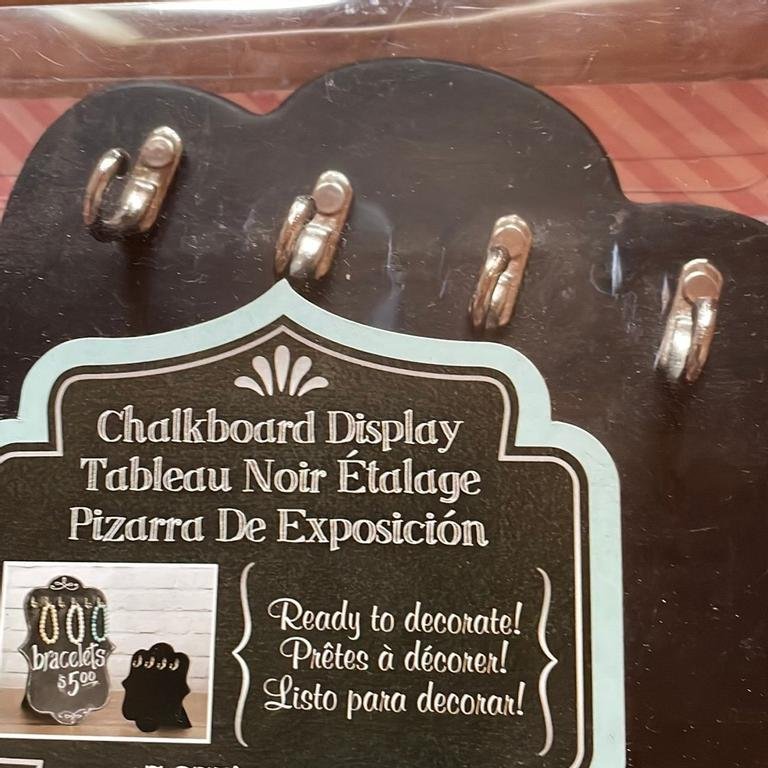 Chalkboard Display
Tableau Noir Étalage
Pizarra De Exposición
Ready to decorate!
Prêtes à décorer!
Listo para decorar!
bracelets
$5.00